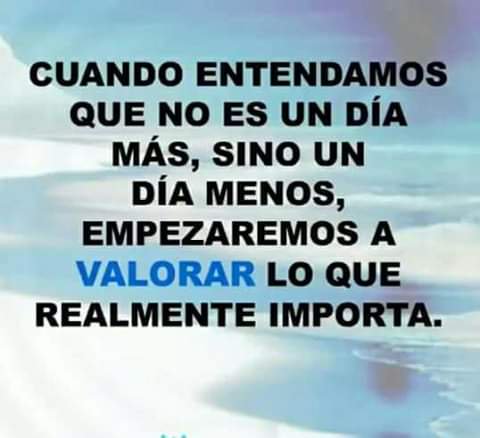 CUANDO ENTENDAMOS
QUE NO ES UN DÍA
MÁS, SINO UN
DÍA MENOS,
EMPEZAREMOS A
VALORAR LO QUE
REALMENTE IMPORTA.